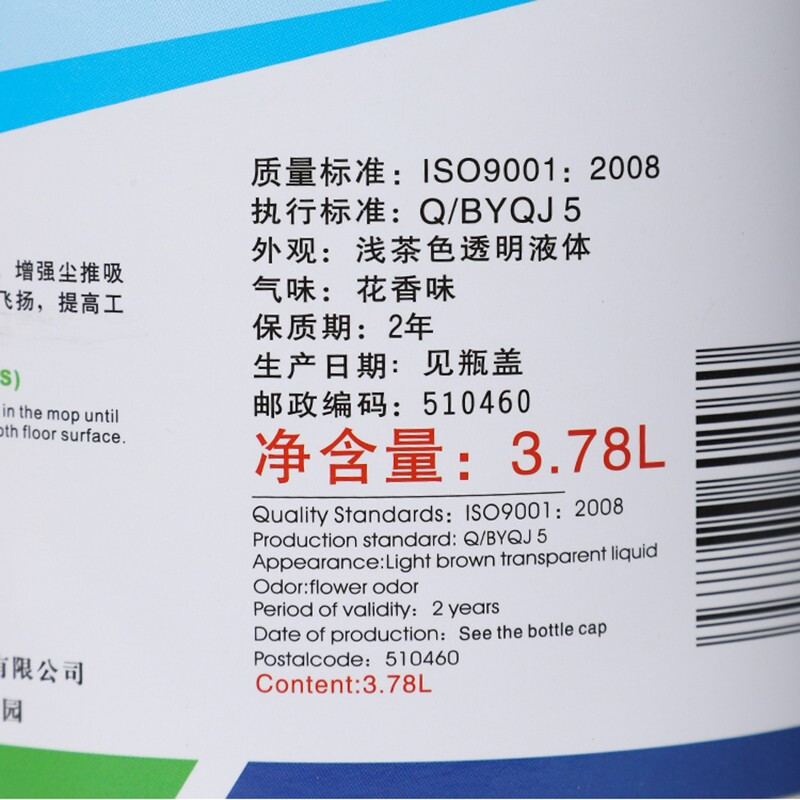 质量标准：ISO9001：2008
执行标准：Q/BYQJ 5
外观：浅茶色透明液体
气味：花香味
保质期：2年
生产日期：见瓶盖
邮政编码：510460
净含量：3.78L
Quality Standards：ISO9001：2008
Production standard: Q/BYQJ 5
Appearance:Light brown transparent liquid
Odor:flower odor
Period of validity：2 years
Date of production：See the bottle cap
Postalcode：510460
Content:3.78L
增强尘推吸
飞扬，提高工
S)
in the mop until
oth floor surface.
有限公司
园